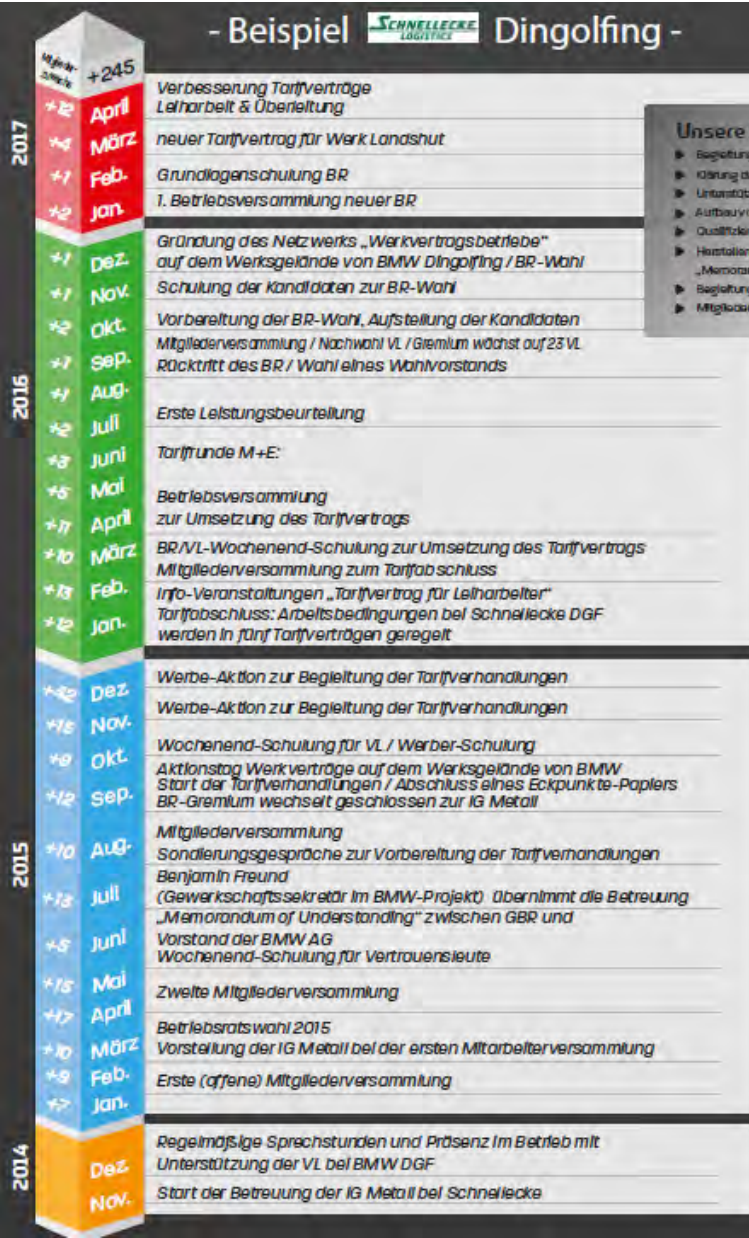 - Beispiel SCHNELLECKE LOGISTICS Dingolfing -
+245
2017
+12 April
Verbesserung Tarifverträge
Leiharbeit & Überleitung
+4 März
neuer Tarifvertrag für Werk Landshut
+1 Feb.
Grundlagenschulung BR
+2 Jan.
1. Betriebsversammlung neuer BR
Unsere
2016
+1 Dez.
Gründung des Netzwerks „Werkvertragsbetriebe“
auf dem Werksgelände von BMW Dingolfing / BR-Wahl
+1 Nov.
Schulung der Kandidaten zur BR-Wahl
+2 Okt.
Vorbereitung der BR-Wahl, Aufstellung der Kandidaten
+1 Sep.
Mitgliederversammlung / Nachwahl VL / Gremium wächst auf 23 VL
Rücktritt des BR / Wahl eines Wahlvorstands
+1 Aug.
+2 Juli
Erste Leistungsbeurteilung
+3 Juni
Tarifrunde M+E:
+5 Mai
Betriebsversammlung
+11 April
zur Umsetzung des Tarifvertrags
+10 März
BR/VL-Wochenend-Schulung zur Umsetzung des Tarifvertrags
Mitgliederversammlung zum Tarifabschluss
+13 Feb.
Info-Veranstaltungen „Tarifvertrag für Leiharbeiter“
+12 Jan.
Tarifabschluss: Arbeitsbedingungen bei Schnellecke DGF
werden in fünf Tarifverträgen geregelt
2015
Dez
Werbe-Aktion zur Begleitung der Tarifverhandlungen
Werbe-Aktion zur Begleitung der Tarifverhandlungen
Nov.
+9 Okt.
Wochenend-Schulung für VL / Werber-Schulung
Aktionstag Werkverträge auf dem Werksgelände von BMW
+12 Sep.
Start der Tarifverhandlungen / Abschluss eines Eckpunkte-Papiers
BR-Gremium wechselt geschlossen zur IG Metall
+10 Aug.
Mitgliederversammlung
Sondierungsgespräche zur Vorbereitung der Tarifverhandlungen
+13 Juli
Benjamin Freund
(Gewerkschaftssekretär im BMW-Projekt) übernimmt die Betreuung
+5 Juni
„Memorandum of Understanding“ zwischen GBR und
Vorstand der BMW AG
Wochenend-Schulung für Vertrauensleute
+15 Mai
Zweite Mitgliederversammlung
+17 April
Betriebsratswahl 2015
+10 März
Vorstellung der IG Metall bei der ersten Mitarbeiterversammlung
+9 Feb.
Erste (offene) Mitgliederversammlung
+7 Jan.
2014
Dez.
Regelmäßige Sprechstunden und Präsenz im Betrieb mit
Unterstützung der VL bei BMW DGF
Nov.
Start der Betreuung der IG Metall bei Schnellecke